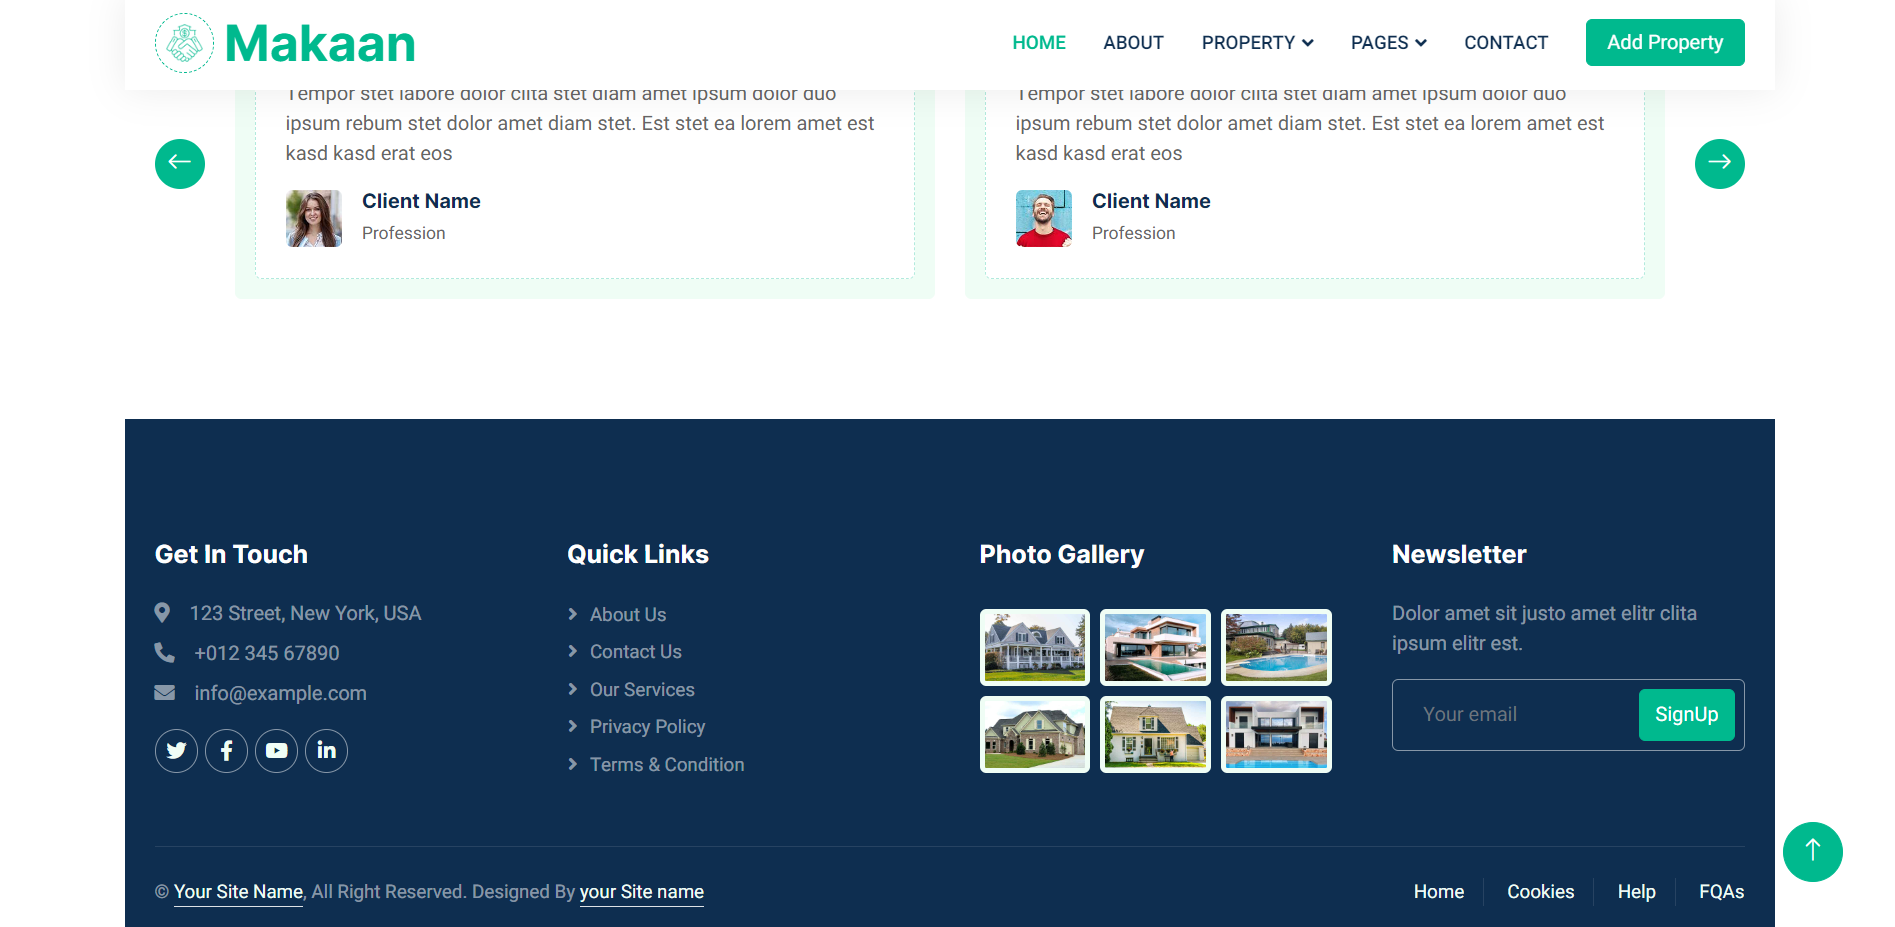 Makaan
HOME
ABOUT
PROPERTY
PAGES
CONTACT
Add Property
Tempor stet labore dolor clita stet diam amet ipsum dolor duo
ipsum rebum stet dolor amet diam stet. Est stet ea lorem amet est
kasd kasd erat eos
Client Name
Profession
Tempor stet labore dolor clita stet diam amet ipsum dolor duo
ipsum rebum stet dolor amet diam stet. Est stet ea lorem amet est
kasd kasd erat eos
Client Name
Profession
Get In Touch
123 Street, New York, USA
+012 345 67890
info@example.com
Quick Links
About Us
Contact Us
Our Services
Privacy Policy
Terms & Condition
Photo Gallery
Newsletter
Dolor amet sit justo amet elitr clita
ipsum elitr est.
Your email
SignUp
© Your Site Name, All Right Reserved. Designed By your Site name
Home
Cookies
Help
FQAs